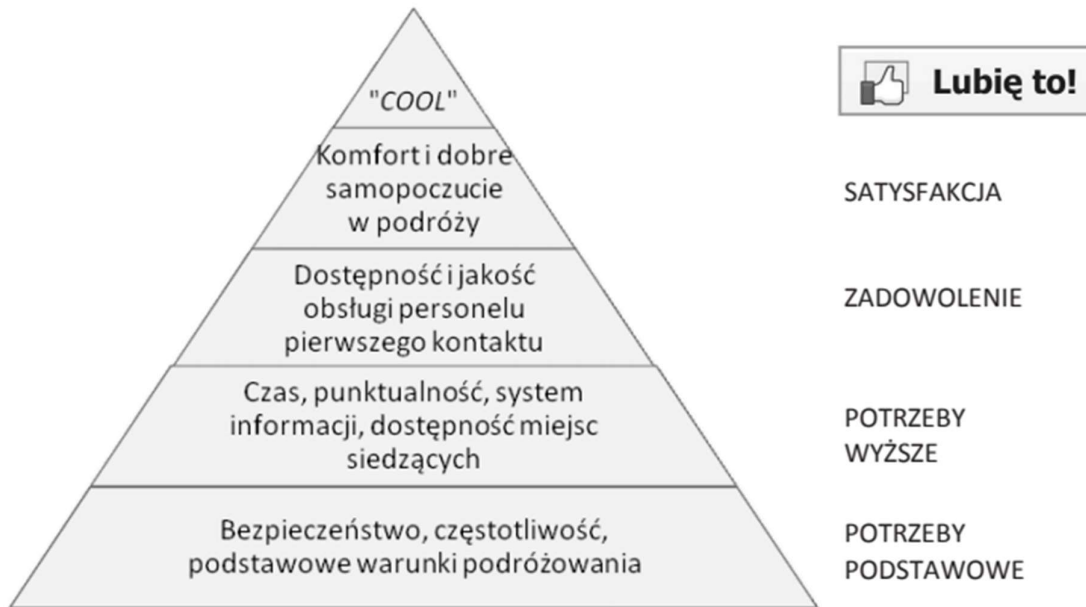 "COOL"
Lubię to!
Komfort i dobre
samopoczucie
w podróży
SATYSFAKCJA
Dostępność i jakość
obsługi personelu
pierwszego kontaktu
ZADOWOLENIE
Czas, punktualność, system
informacji, dostępność miejsc
siedzących
POTRZEBY
WYŻSZE
Bezpieczeństwo, częstotliwość,
podstawowe warunki podróżowania
POTRZEBY
PODSTAWOWE